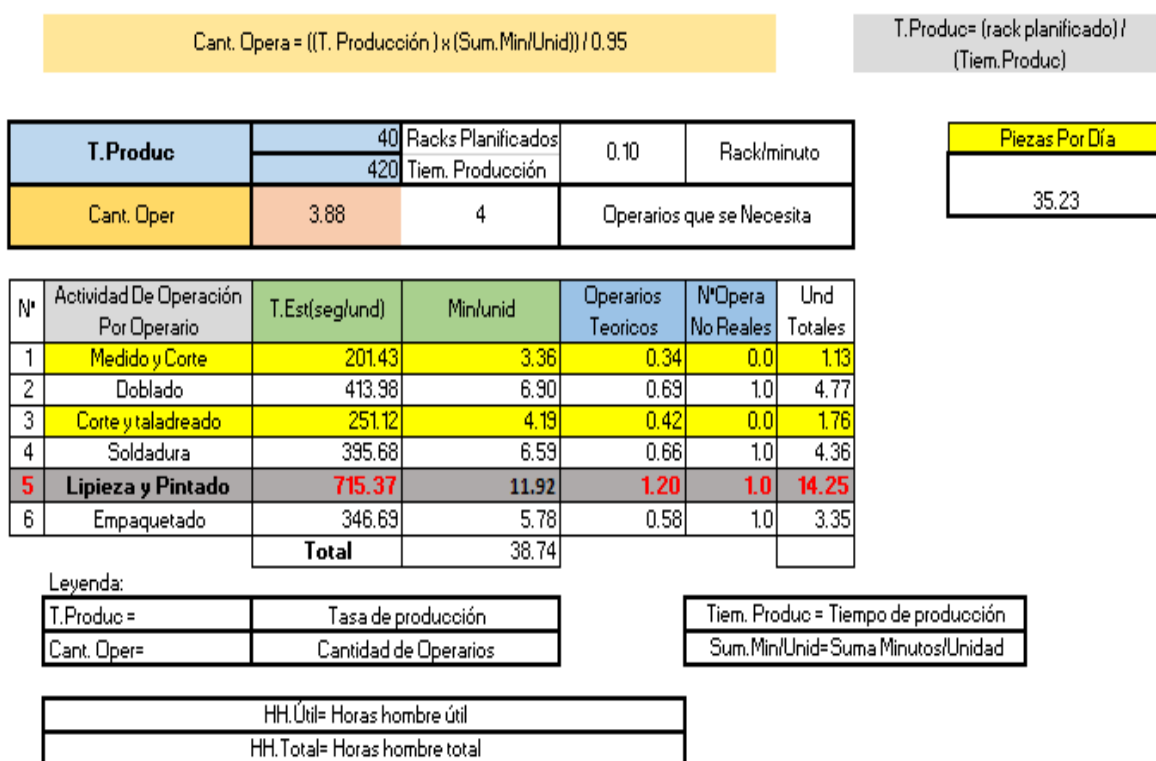 Cant. Opera = ((T. Producción ) x (Sum.Min/Unid)) / 0.95
T.Produc= (rack planificado) /
(Tiem.Produc)
T.Produc
40 Racks Planificados
420 Tiem. Producción
0.10 Rack/minuto
Piezas Por Día
35.23
Cant. Oper 3.88 4 Operarios que se Necesita
N° Actividad De Operación Por Operario T.Est(seg/und) Min/unid Operarios Teoricos N°Opera No Reales Und Totales
1 Medido y Corte 201.43 3.36 0.34 0.0 1.13
2 Doblado 413.98 6.90 0.69 1.0 4.77
3 Corte y taladreado 251.12 4.19 0.42 0.0 1.76
4 Soldadura 395.68 6.59 0.66 1.0 4.36
5 Lipieza y Pintado 715.37 11.92 1.20 1.0 14.25
6 Empaquetado 346.69 5.78 0.58 1.0 3.35
Total 38.74
Leyenda:
T.Produc = Tasa de producción
Cant. Oper= Cantidad de Operarios
Tiem. Produc = Tiempo de producción
Sum.Min/Unid=Suma Minutos/Unidad
HH.Útil= Horas hombre útil
HH.Total= Horas hombre total